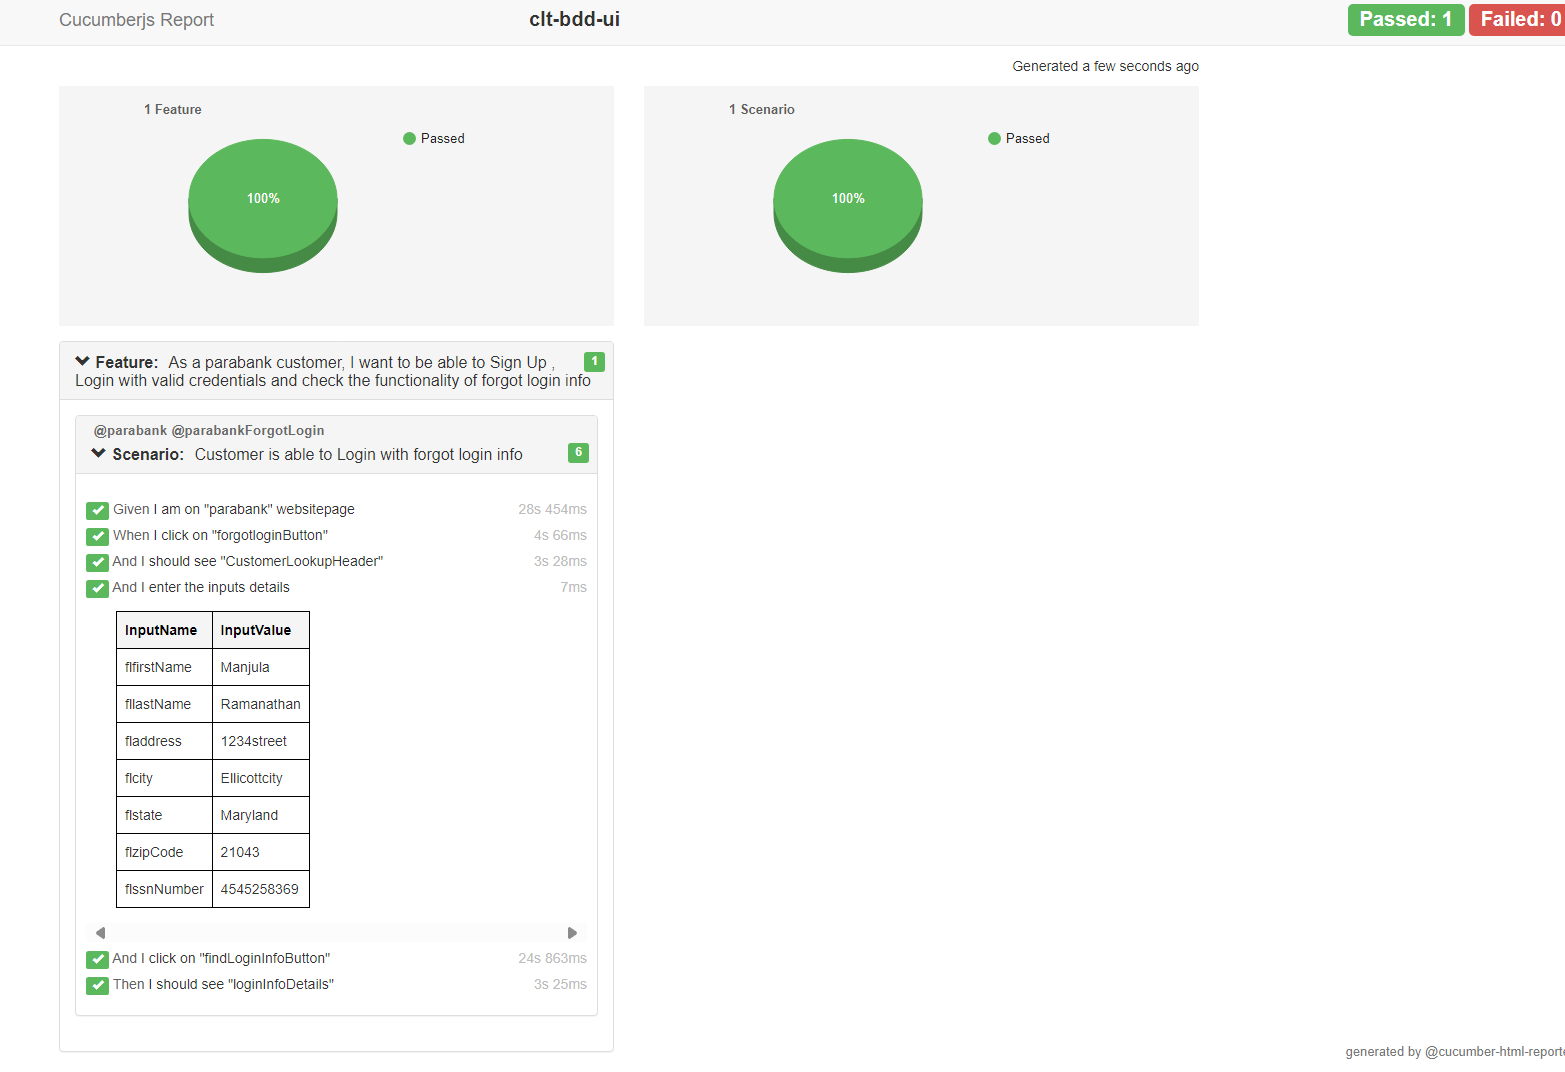 Cucumberjs Report
clt-bdd-ui
Passed: 1
Failed: 0
Generated a few seconds ago
1 Feature
Passed
100%
1 Scenario
Passed
100%
Feature: As a parabank customer, I want to be able to Sign Up , 1
Login with valid credentials and check the functionality of forgot login info
@parabank @parabankForgotLogin
Scenario: Customer is able to Login with forgot login info 6
Given I am on "parabank" websitepage 28s 454ms
When I click on "forgotloginButton" 4s 66ms
And I should see "CustomerLookupHeader" 3s 28ms
And I enter the inputs details 7ms
InputName InputValue
flfirstName Manjula
fllastName Ramanathan
fladdress 1234street
flcity Ellicottcity
flstate Maryland
flzipCode 21043
flssnNumber 4545258369
And I click on "findLoginInfoButton" 24s 863ms
Then I should see "loginInfoDetails" 3s 25ms
generated by @cucumber-html-reporte